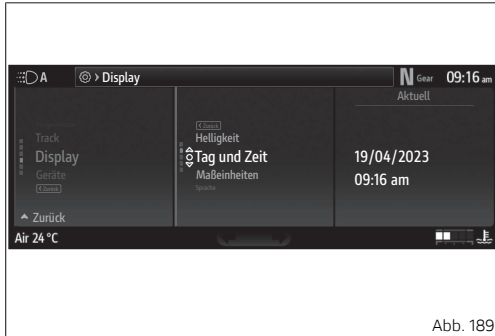 A
> Display
N Gear 09:16 am
Track
Display
Geräte
< Zurück
Zurück
< Zurück
Helligkeit
Tag und Zeit
Maßeinheiten
Sprache
Aktuell
19/04/2023
09:16 am
Air 24 °C
Abb. 189